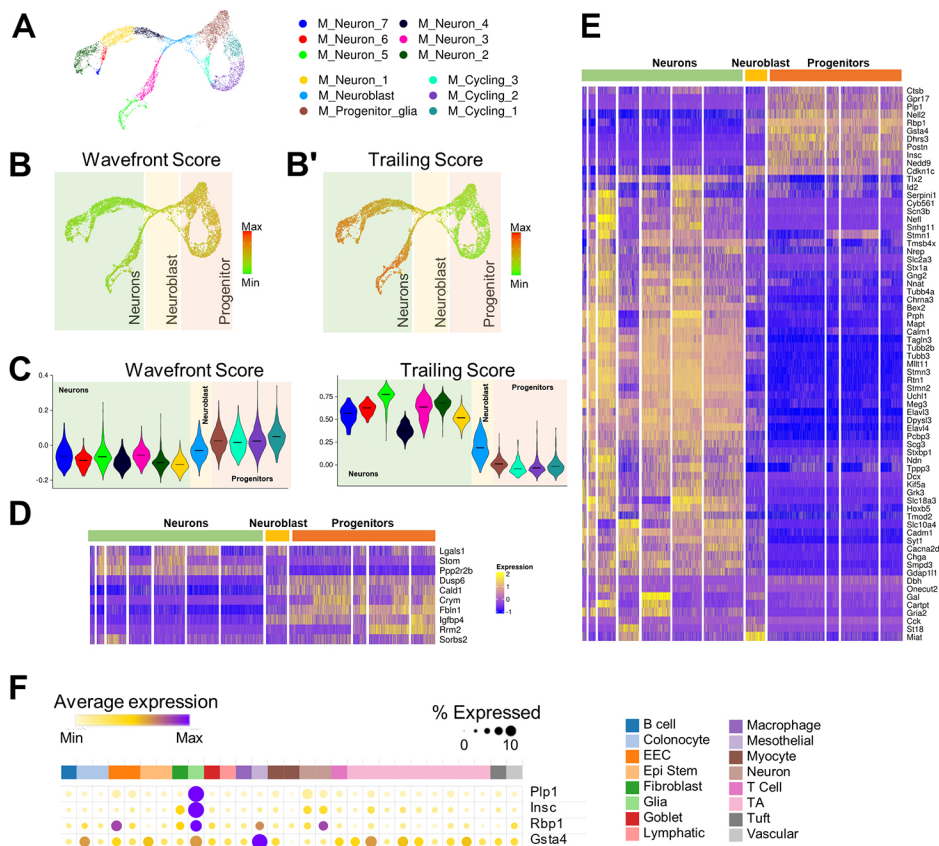 A
M_Neuron_7
M_Neuron_4
M_Neuron_6
M_Neuron_3
M_Neuron_5
M_Neuron_2
M_Neuron_1
M_Cycling_3
M_Neuroblast
M_Cycling_2
M_Progenitor_glia
M_Cycling_1
B
Wavefront Score
Neurons
Neuroblast
Progenitor
Max
Min
B'
Trailing Score
Neurons
Neuroblast
Progenitor
Max
Min
C
Wavefront Score
0.4
0.2
0.0
-0.2
Neurons
Neuroblast
Progenitors
Trailing Score
0.75
0.50
0.25
0.00
Neurons
Neuroblast
Progenitors
D
Neurons Neuroblast Progenitors
Lgals1
Stom
Ppp2r2b
Dusp6
Cald1
Crym
Fbln1
Igfbp4
Rrm2
Sorbs2
Expression
2
1
0
-1
E
Neurons Neuroblast Progenitors
Ctsb
Gpr17
Plp1
Nell2
Rbp1
Gsta4
Dhrs3
Postn
Insc
Nedd9
Cdkn1c
Tlx2
Id2
Serpini1
Cyb561
Scn3b
Nefl
Snhg11
Stmn1
Tmsb4x
Nrep
Slc2a3
Stx1a
Gng2
Nnat
Tubb4a
Chrna3
Bex2
Prph
Mapt
Calm1
Tagln3
Tubb2b
Tubb3
Mllt11
Stmn3
Rtn1
Stmn2
Uchl1
Meg3
Elavl3
Dpysl3
Elavl4
Pcbp3
Scg3
Stxbp1
Ndn
Tppp3
Dcx
Kif5a
Grk3
Slc18a3
Hoxb5
Tmod2
Slc10a4
Cadm1
Syt1
Cacna2d
Chga
Smpd3
Gdap1l1
Dbh
Onecut2
Gal
Cartpt
Gria2
Cck
St18
Miat
F
Average expression
Min
Max
% Expressed
0
10
Plp1
Insc
Rbp1
Gsta4
B cell
Colonocyte
EEC
Epi Stem
Fibroblast
Glia
Goblet
Lymphatic
Macrophage
Mesothelial
Myocyte
Neuron
T Cell
TA
Tuft
Vascular